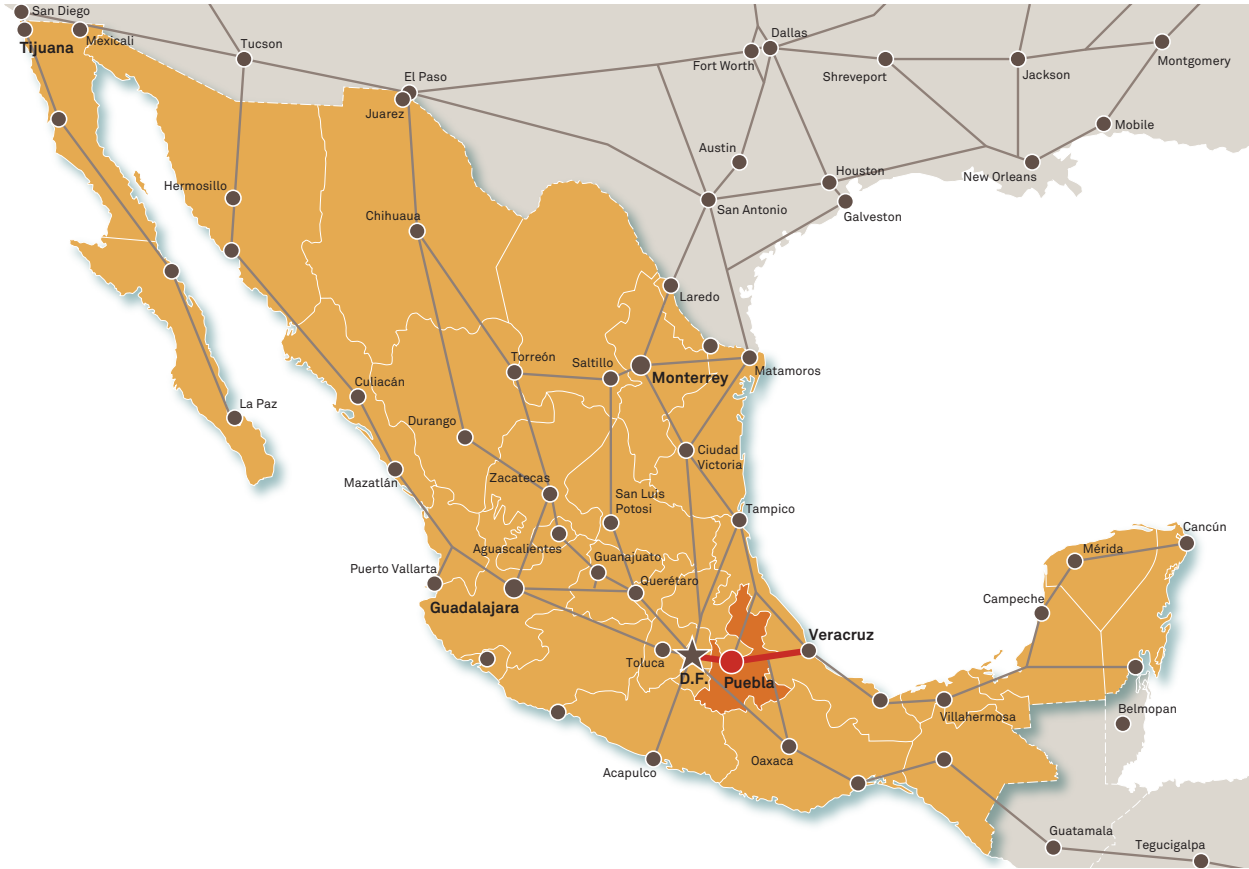 San Diego
Tijuana
Mexicali
Tucson
El Paso
Juarez
Dallas
Fort Worth
Shreveport
Jackson
Montgomery
Mobile
Austin
Houston
New Orleans
San Antonio
Galveston
Hermosillo
Chihuaua
Laredo
Torreón
Saltillo
Monterrey
Matamoros
Culiacán
La Paz
Durango
Ciudad
Victoria
Mazatlán
Zacatecas
San Luis
Potosi
Tampico
Aguascalientes
Guanajuato
Querétaro
Puerto Vallarta
Guadalajara
Cancún
Mérida
Campeche
Veracruz
Toluca
D.F.
Puebla
Villahermosa
Belmopan
Acapulco
Oaxaca
Guatamala
Tegucigalpa